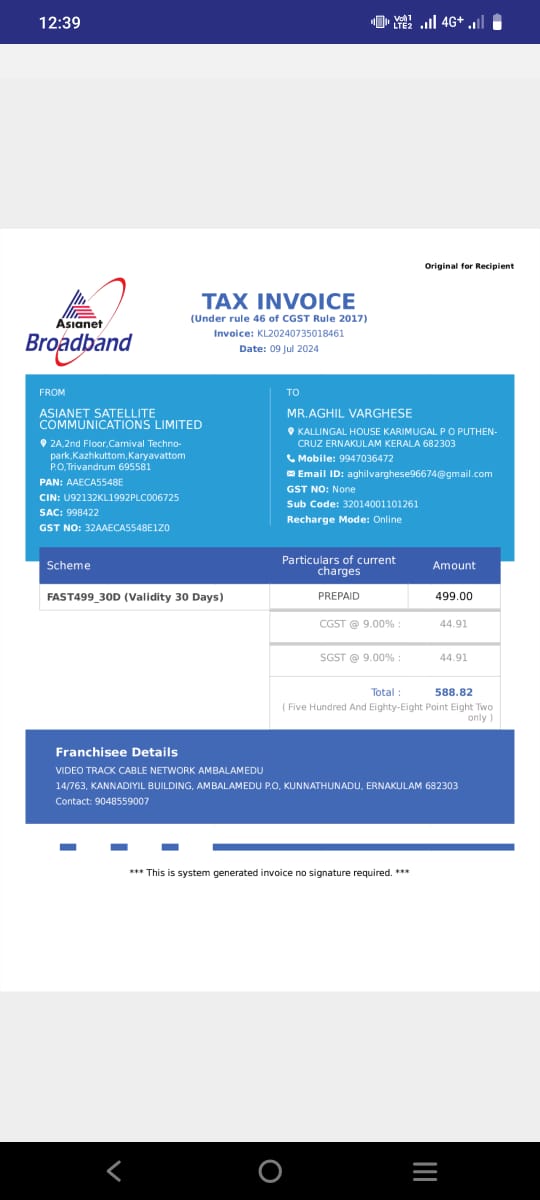 12:39
Vo)) 4G+
LTE2
Original for Recipient
Asianet
Broadband
TAX INVOICE
(Under rule 46 of CGST Rule 2017)
Invoice: KL20240735018461
Date: 09 Jul 2024
FROM
ASIANET SATELLITE
COMMUNICATIONS LIMITED
2A,2nd Floor,Carnival Techno-
park,Kazhkuttom,Karyavattom
P.O,Trivandrum 695581
PAN: AAECA5548E
CIN: U92132KL1992PLC006725
SAC: 998422
GST NO: 32AAECA5548E1Z0
TO
MR.AGHIL VARGHESE
KALLINGAL HOUSE KARIMUGAL P O PUTHEN-
CRUZ ERNAKULAM KERALA 682303
Mobile: 9947036472
Email ID: aghilvarghese96674@gmail.com
GST NO: None
Sub Code: 32014001101261
Recharge Mode: Online
Scheme
Particulars of current
charges
Amount
FAST499_30D (Validity 30 Days) PREPAID 499.00
CGST @ 9.00% : 44.91
SGST @ 9.00% : 44.91
Total : 588.82
( Five Hundred And Eighty-Eight Point Eight Two
only )
Franchisee Details
VIDEO TRACK CABLE NETWORK AMBALAMEDU
14/763, KANNADIYIL BUILDING, AMBALAMEDU P.O, KUNNATHUNADU, ERNAKULAM 682303
Contact: 9048559007
*** This is system generated invoice no signature required. ***